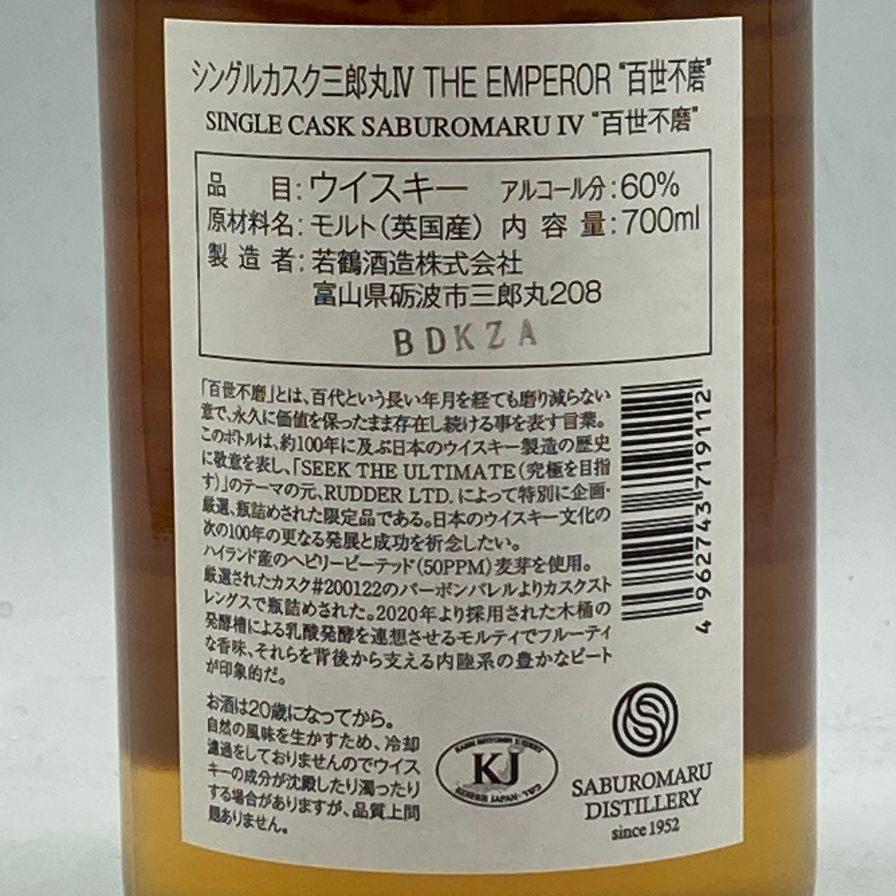 シングルカスク三郎丸Ⅳ THE EMPEROR “百世不磨”
SINGLE CASK SABUROMARU IV “百世不磨”
品 目：ウイスキー アルコール分：60%
原材料名：モルト（英国産） 内 容 量：700ml
製 造 者：若鶴酒造株式会社
富山県砺波市三郎丸208
BDKZA
「百世不磨」とは、百代という長い年月を経ても磨り減らない
意で、永久に価値を保ったまま存在し続ける事を表す言葉。
このボトルは、約100年に及ぶ日本のウイスキー製造の歴史
に敬意を表し、「SEEK THE ULTIMATE（究極を目指
す）」のテーマの元、RUDDER LTD. によって特別に企画・
厳選、瓶詰めされた限定品である。日本のウイスキー文化の
次の100年の更なる発展と成功を祈念したい。
ハイランド産のヘビリーピーテッド（50PPM）麦芽を使用。
厳選されたカスク#200122のバーボンバレルよりカスクスト
レングスで瓶詰めされた。2020年より採用された木桶の
発酵槽による乳酸発酵を連想させるモルティでフルーティ
な香味、それらを背後から支える内陸系の豊かなピート
が印象的だ。
4 962743 719112
お酒は20歳になってから。
自然の風味を生かすため、冷却
濾過をしておりませんのでウイス
キーの成分が沈殿したり濁ったり
する場合がありますが、品質上問
題ありません。
KJ
KOSHER JAPAN
SABUROMARU
DISTILLERY
since 1952